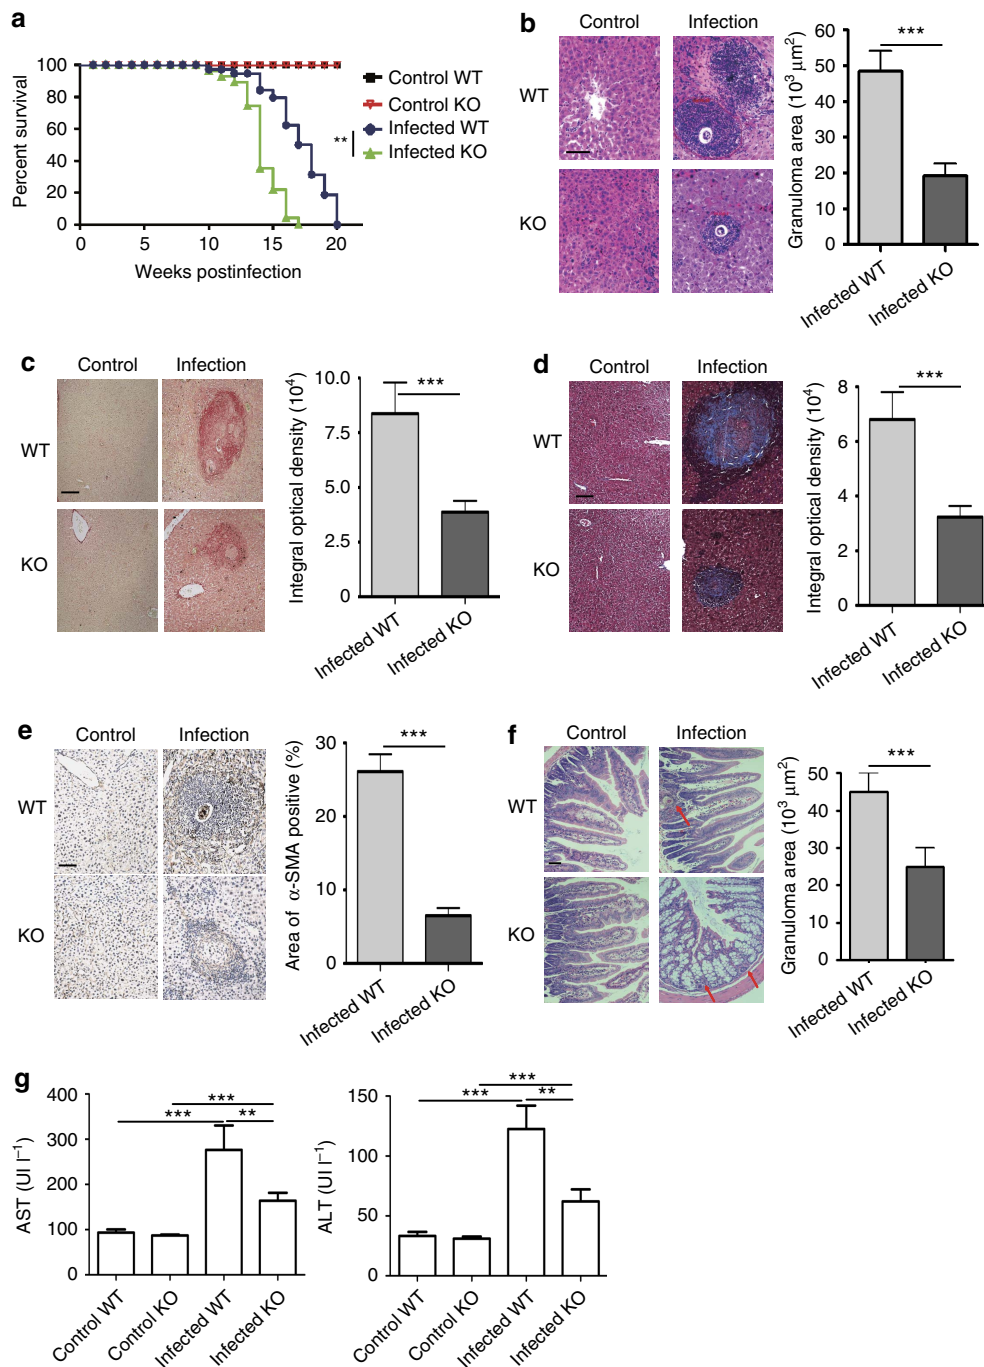 a
100
80
60
40
20
0
Percent survival
0 5 10 15 20
Weeks postinfection
Control WT
Control KO
Infected WT
Infected KO
**
b
Control Infection
WT
KO
Granuloma area (10³ μm²)
60
50
40
30
20
10
0
***
Infected WT
Infected KO
c
Control Infection
WT
KO
Integral optical density (10⁴)
10.0
7.5
5.0
2.5
0
***
Infected WT
Infected KO
d
Control Infection
WT
KO
Integral optical density (10⁴)
8
6
4
2
0
***
Infected WT
Infected KO
e
Control Infection
WT
KO
Area of α-SMA positive (%)
30
20
10
0
***
Infected WT
Infected KO
f
Control Infection
WT
KO
Granuloma area (10³ μm²)
50
40
30
20
10
0
***
Infected WT
Infected KO
g
AST (UI l⁻¹)
400
300
200
100
0
***
*** **
Control WT
Control KO
Infected WT
Infected KO
ALT (UI l⁻¹)
150
100
50
0
***
*** **
Control WT
Control KO
Infected WT
Infected KO